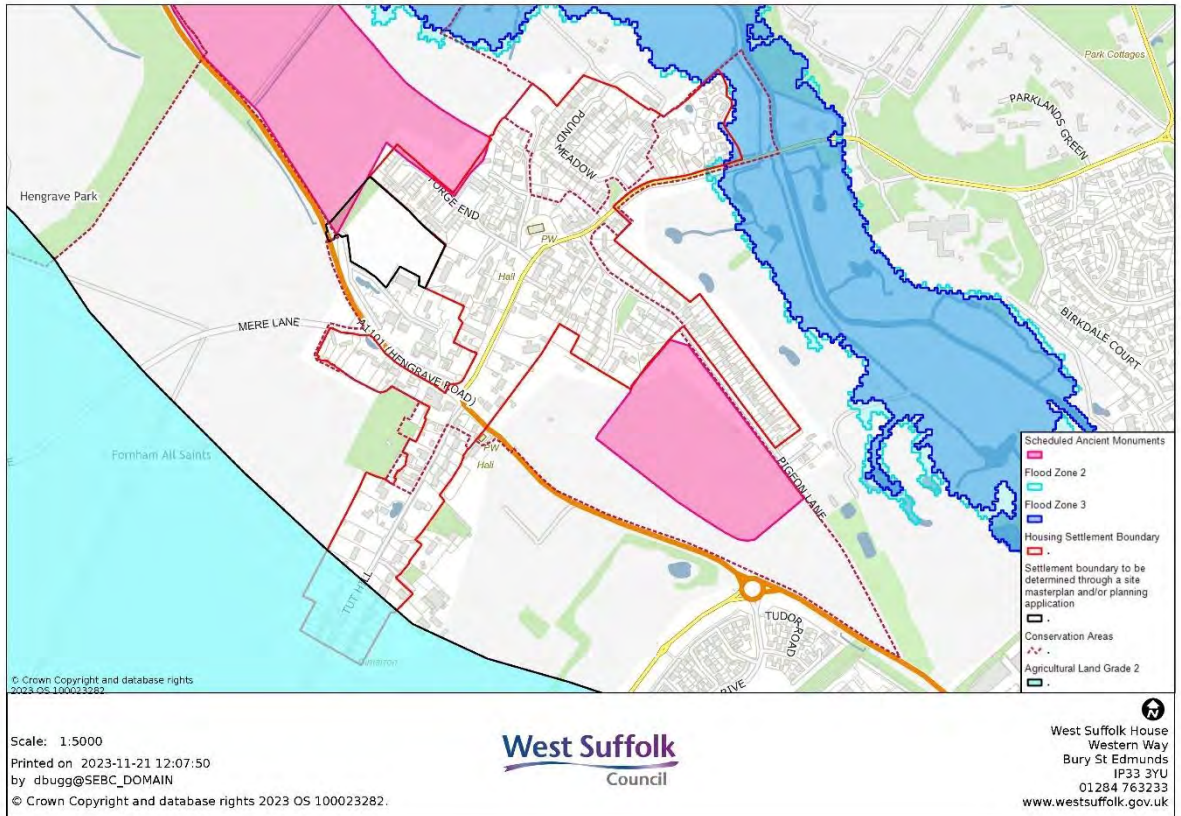 Park Cottages
PARKLANDS
GREEN
POUND
MEADOW
Hengrave Park
FORGE END
PW
Hall
BIRKDALE COURT
MERE LANE
A1101 (HENGRAVE ROAD)
Fornham All Saints
PW
Hall
PIGEON LANE
TUT HILL
TUDOR ROAD
Scheduled Ancient Monuments
Flood Zone 2
Flood Zone 3
Housing Settlement Boundary
Settlement boundary to be
determined through a site
masterplan and/or planning
application
Conservation Areas
Agricultural Land Grade 2
© Crown Copyright and database rights
2023 OS 100023282.
N
Scale: 1:5000
Printed on 2023-11-21 12:07:50
by dbugg@SEBC_DOMAIN
© Crown Copyright and database rights 2023 OS 100023282.
West Suffolk
Council
West Suffolk House
Western Way
Bury St Edmunds
IP33 3YU
01284 763233
www.westsuffolk.gov.uk